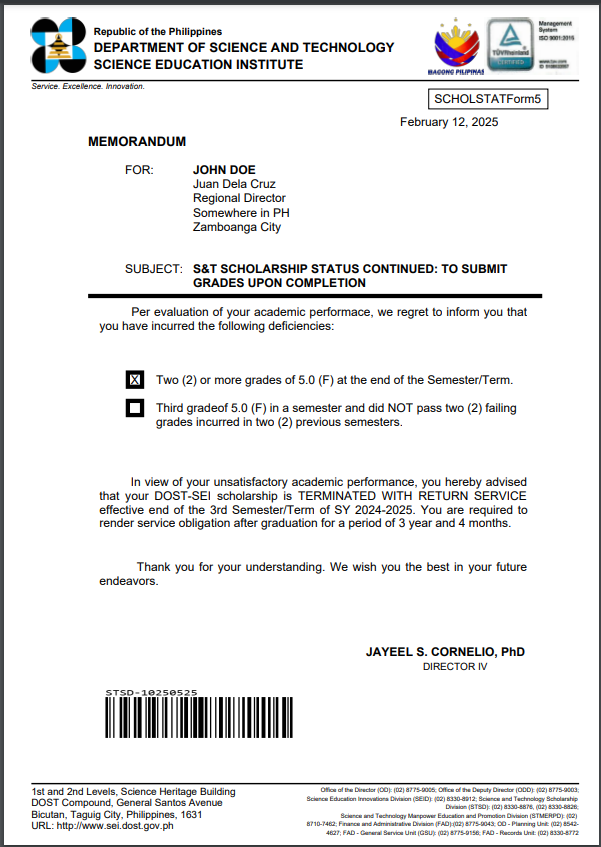 Republic of the Philippines
DEPARTMENT OF SCIENCE AND TECHNOLOGY
SCIENCE EDUCATION INSTITUTE
Service. Excellence. Innovation.
BAGONG PILIPINAS
TÜVRheinland
CERTIFIED
Management
System
ISO 9001:2015
www.tuv.com
SCHOLSTATForm5
February 12, 2025
MEMORANDUM
FOR: JOHN DOE
Juan Dela Cruz
Regional Director
Somewhere in PH
Zamboanga City
SUBJECT: S&T SCHOLARSHIP STATUS CONTINUED: TO SUBMIT
GRADES UPON COMPLETION
Per evaluation of your academic performace, we regret to inform you that
you have incurred the following deficiencies:
X Two (2) or more grades of 5.0 (F) at the end of the Semester/Term.
Third gradeof 5.0 (F) in a semester and did NOT pass two (2) failing
grades incurred in two (2) previous semesters.
In view of your unsatisfactory academic performance, you hereby advised
that your DOST-SEI scholarship is TERMINATED WITH RETURN SERVICE
effective end of the 3rd Semester/Term of SY 2024-2025. You are required to
render service obligation after graduation for a period of 3 year and 4 months.
Thank you for your understanding. We wish you the best in your future
endeavors.
JAYEEL S. CORNELIO, PhD
DIRECTOR IV
STSD-10250525
1st and 2nd Levels, Science Heritage Building
DOST Compound, General Santos Avenue
Bicutan, Taguig City, Philippines, 1631
URL: http://www.sei.dost.gov.ph
Office of the Director (OD): (02) 8775-9005; Office of the Deputy Director (ODD): (02) 8775-9003;
Science Education Innovations Division (SEID): (02) 8330-8912; Science and Technology Scholarship
Division (STSD): (02) 8330-8876, (02) 8330-8826;
Science and Technology Manpower Education and Promotion Division (STMERPD): (02)
8710-7462; Finance and Administrative Division (FAD):(02) 8775-9043; OD - Planning Unit: (02) 8542-
4627; FAD - General Service Unit (GSU): (02) 8775-9156; FAD - Records Unit: (02) 8330-8772